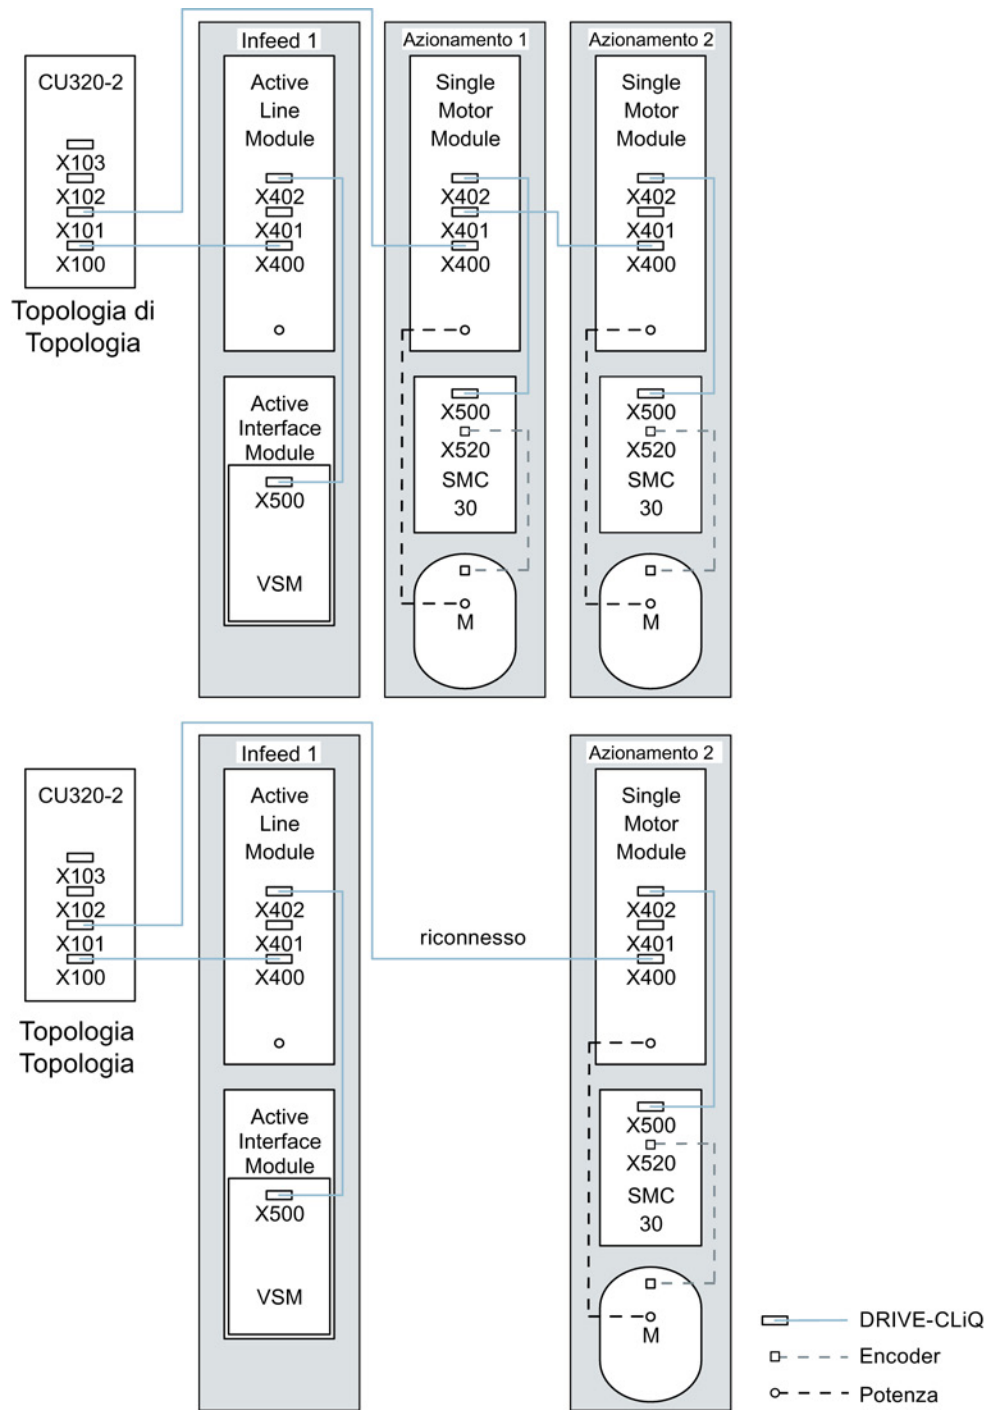 Infeed 1
Azionamento 1
Azionamento 2
CU320-2
X103
X102
X101
X100
Topologia di
Topologia
Active
Line
Module
X402
X401
X400
Active
Interface
Module
X500
VSM
Single
Motor
Module
X402
X401
X400
X500
X520
SMC
30
M
Single
Motor
Module
X402
X401
X400
X500
X520
SMC
30
M
Infeed 1
Azionamento 2
CU320-2
X103
X102
X101
X100
Topologia
Topologia
Active
Line
Module
X402
X401
X400
Active
Interface
Module
X500
VSM
riconnesso
Single
Motor
Module
X402
X401
X400
X500
X520
SMC
30
M
DRIVE-CLiQ
Encoder
Potenza